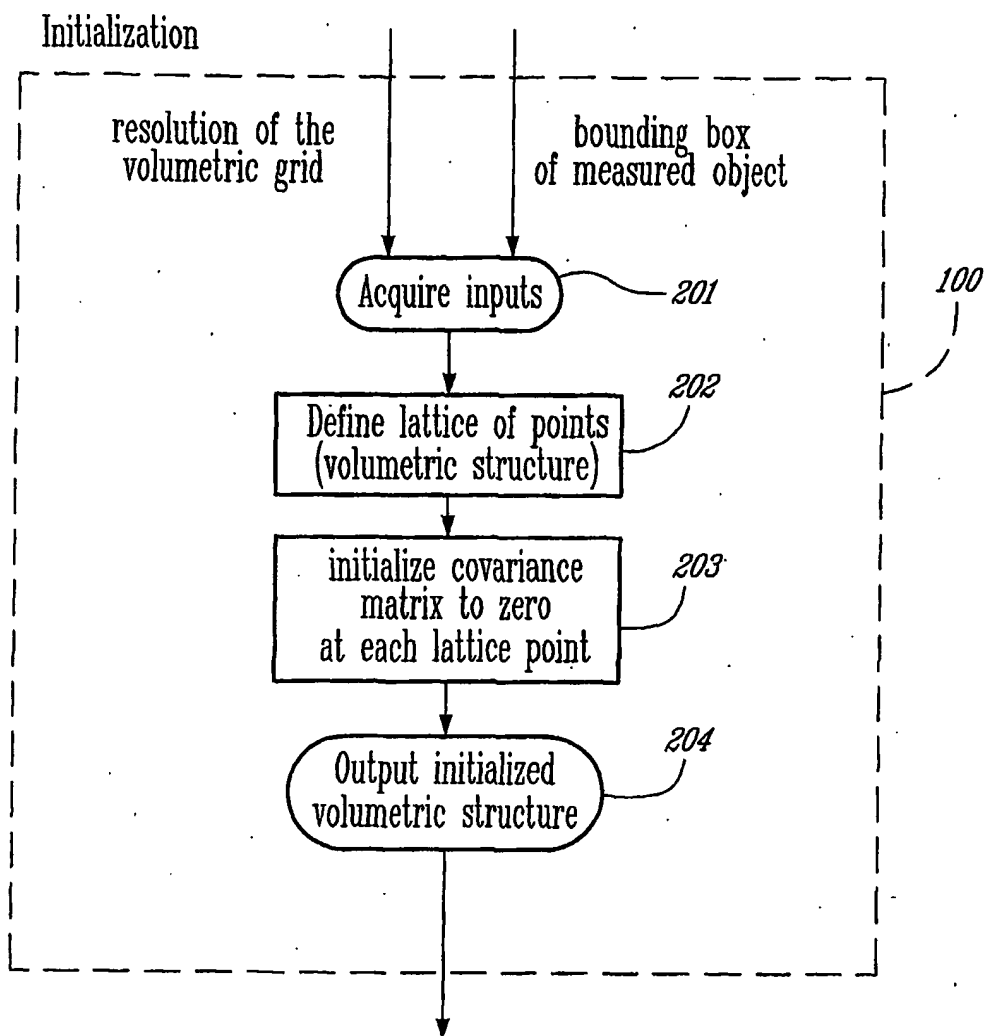 Initialization
resolution of the
volumetric grid
bounding box
of measured object
Acquire inputs
201
100
202
Define lattice of points
(volumetric structure)
203
initialize covariance
matrix to zero
at each lattice point
204
Output initialized
volumetric structure